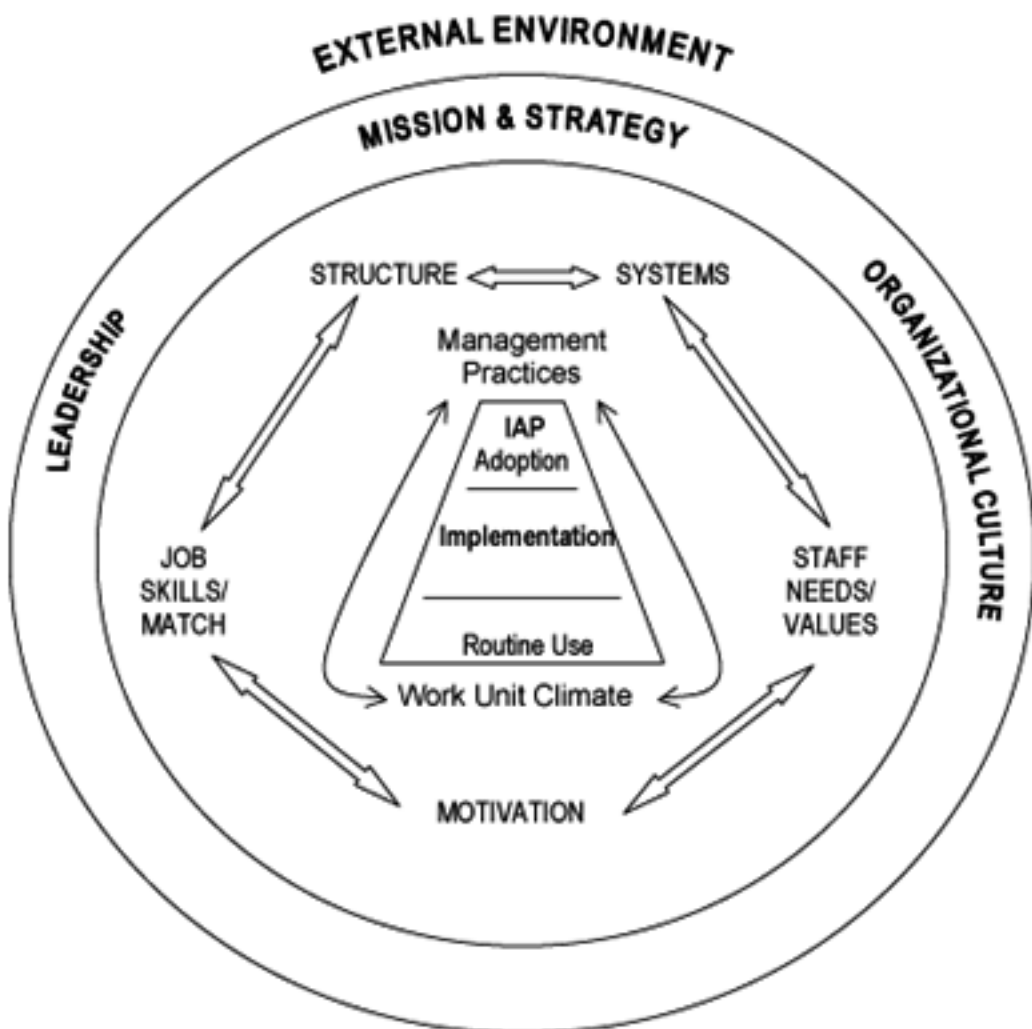 EXTERNAL ENVIRONMENT
MISSION & STRATEGY
LEADERSHIP
ORGANIZATIONAL CULTURE
STRUCTURE
SYSTEMS
Management
Practices
IAP
Adoption
Implementation
Routine Use
Work Unit Climate
JOB
SKILLS/
MATCH
STAFF
NEEDS/
VALUES
MOTIVATION